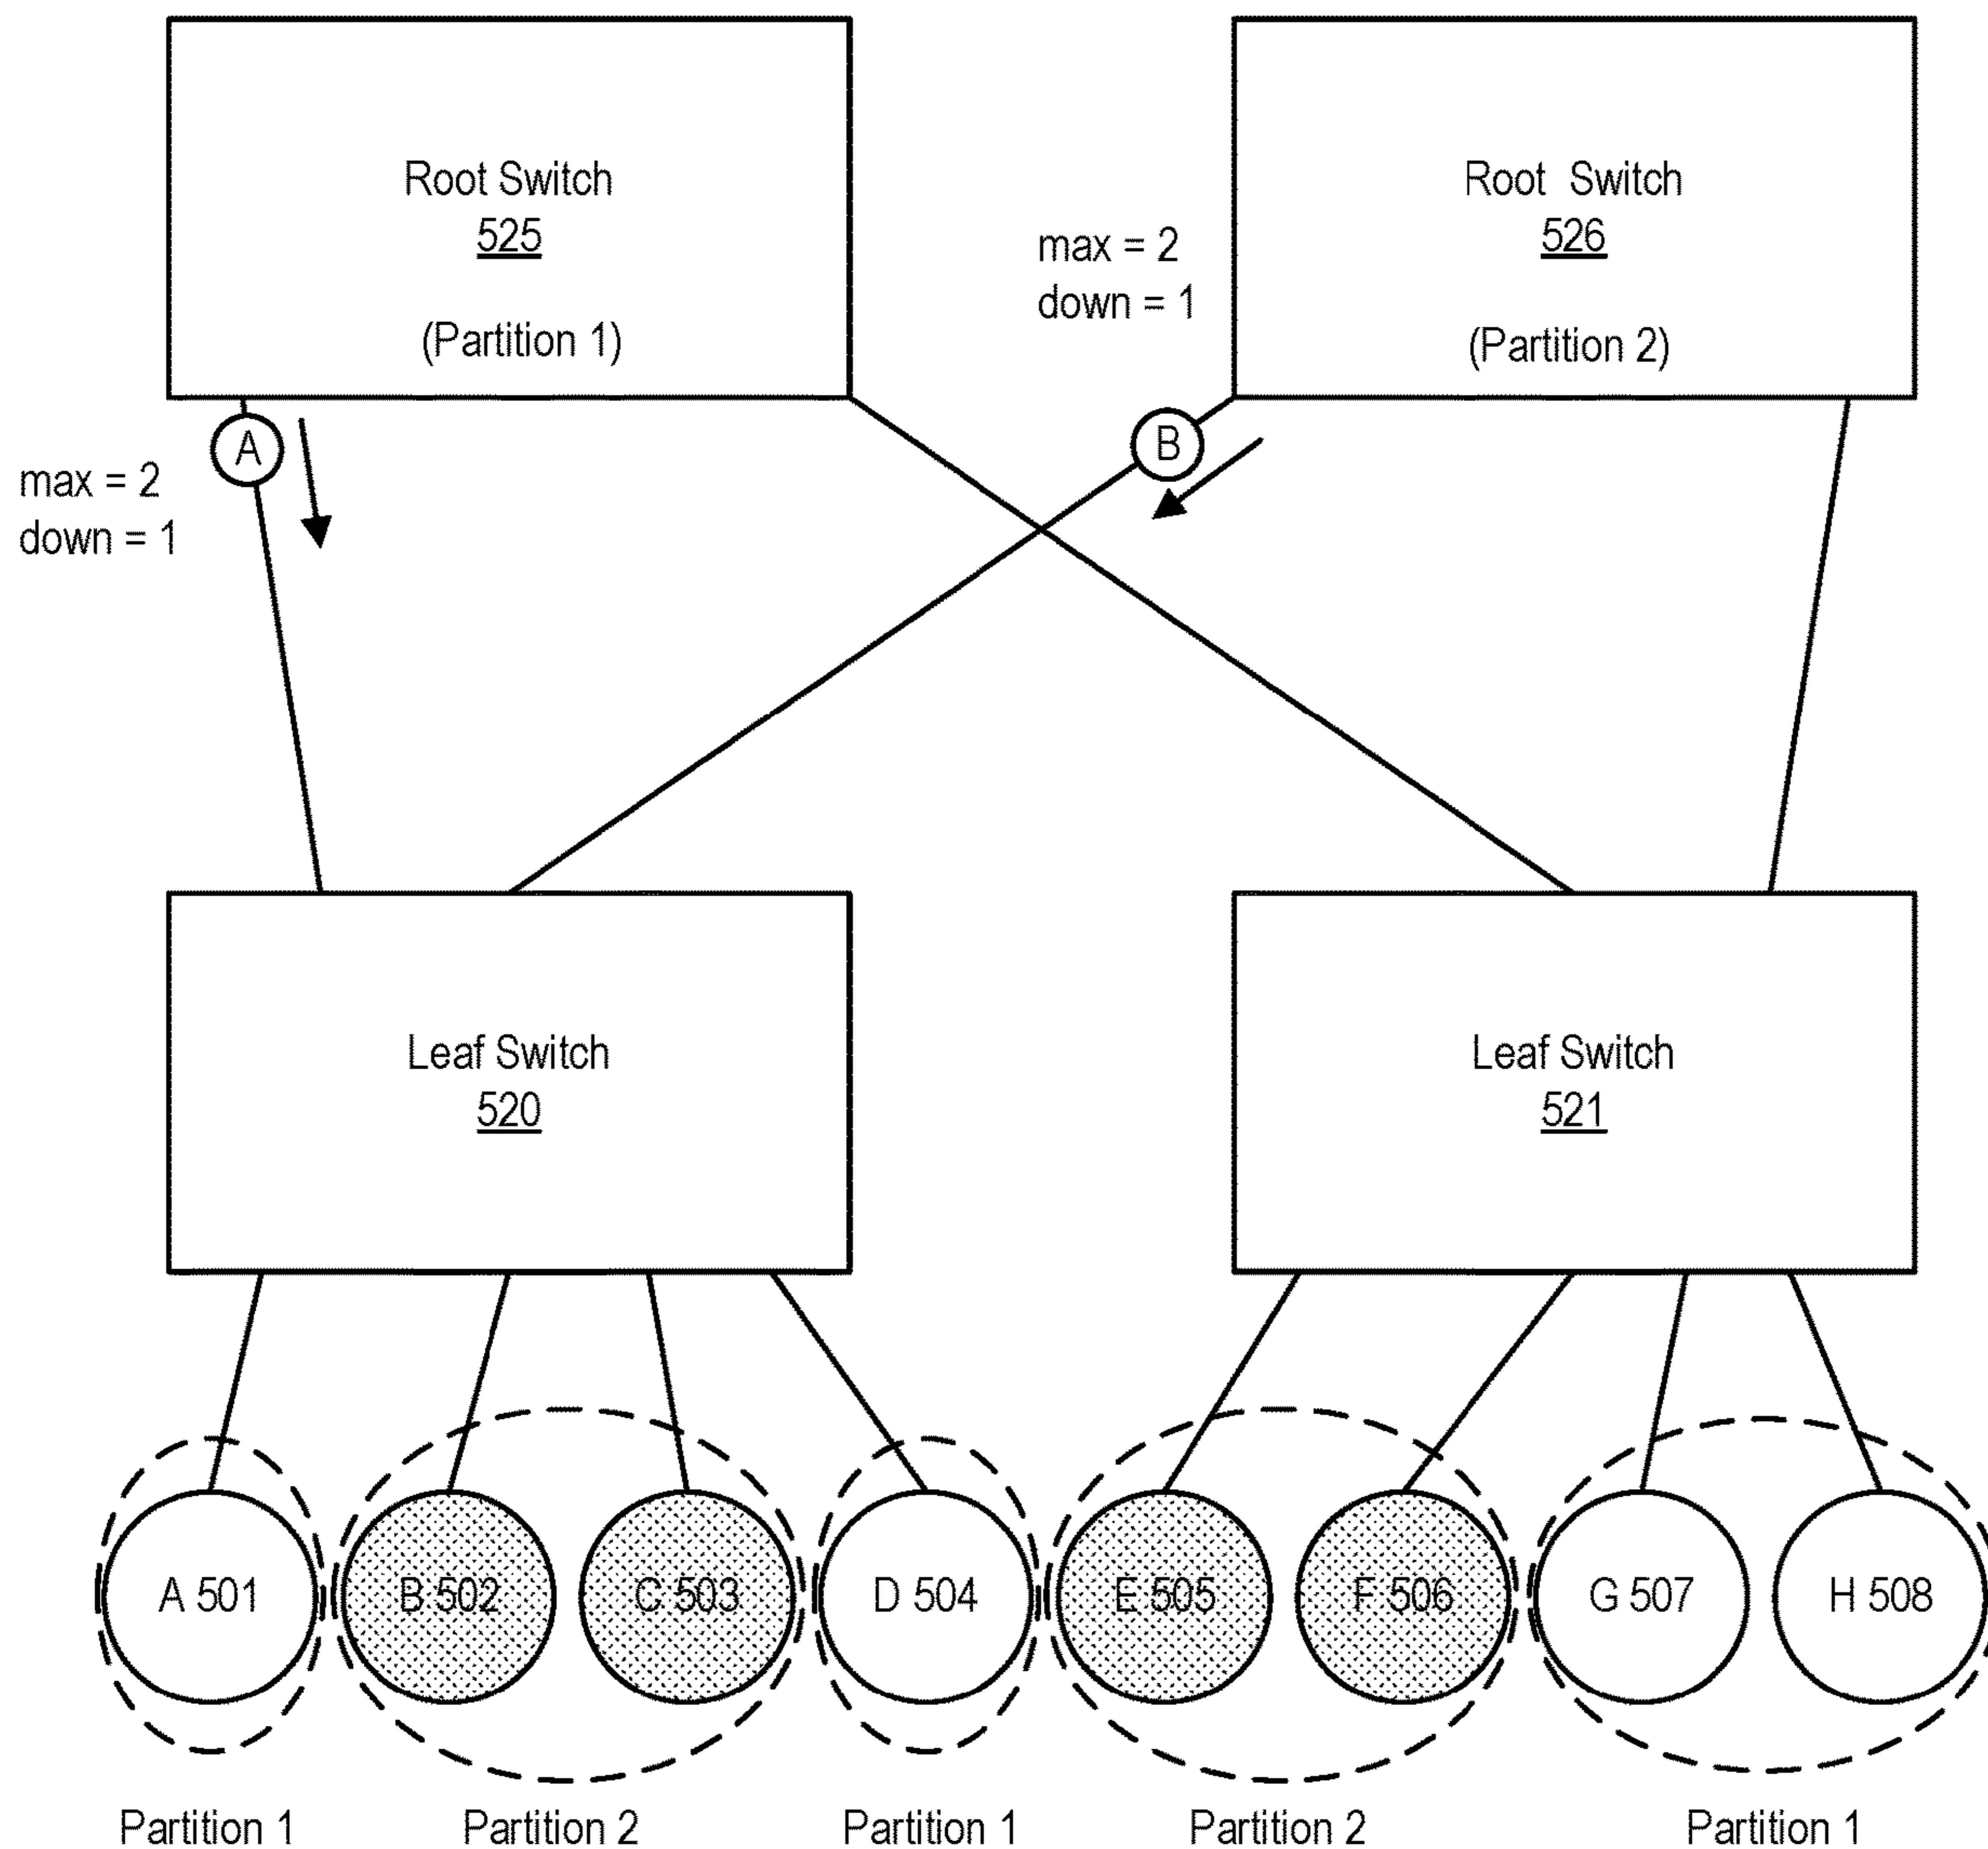 Root Switch
525
(Partition 1)
Root Switch
526
(Partition 2)
max = 2
down = 1
A
B
max = 2
down = 1
Leaf Switch
520
Leaf Switch
521
A 501
B 502
C 503
D 504
E 505
F 506
G 507
H 508
Partition 1
Partition 2
Partition 1
Partition 2
Partition 1